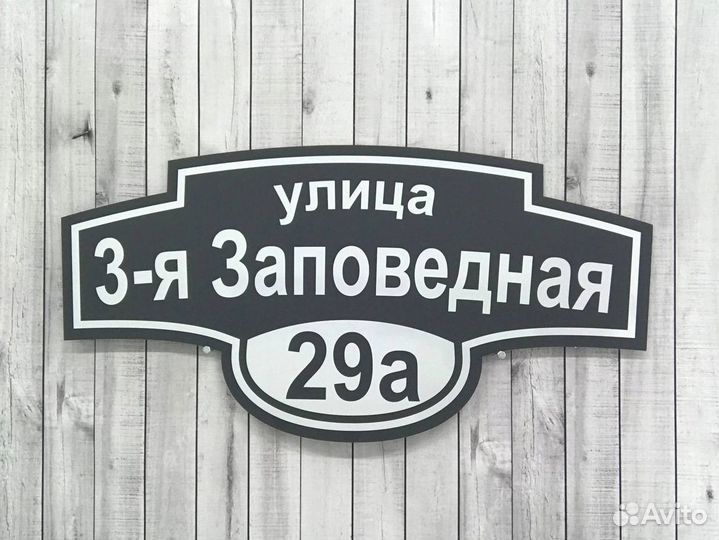 улица
3-я Заповедная
29а
Avito